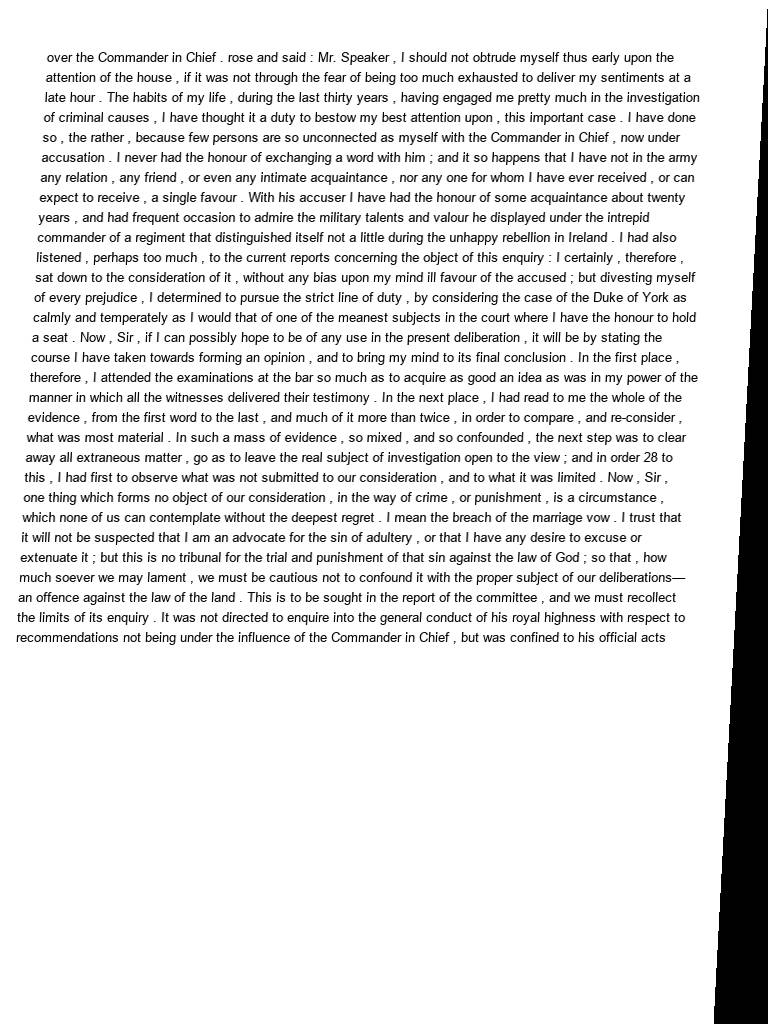 over the Commander in Chief . rose and said : Mr. Speaker , I should not obtrude myself thus early upon the
attention of the house , if it was not through the fear of being too much exhausted to deliver my sentiments at a
late hour . The habits of my life , during the last thirty years , having engaged me pretty much in the investigation
of criminal causes , I have thought it a duty to bestow my best attention upon , this important case . I have done
so , the rather , because few persons are so unconnected as myself with the Commander in Chief , now under
accusation . I never had the honour of exchanging a word with him ; and it so happens that I have not in the army
any relation , any friend , or even any intimate acquaintance , nor any one for whom I have ever received , or can
expect to receive , a single favour . With his accuser I have had the honour of some acquaintance about twenty
years , and had frequent occasion to admire the military talents and valour he displayed under the intrepid
commander of a regiment that distinguished itself not a little during the unhappy rebellion in Ireland . I had also
listened , perhaps too much , to the current reports concerning the object of this enquiry : I certainly , therefore ,
sat down to the consideration of it , without any bias upon my mind ill favour of the accused ; but divesting myself
of every prejudice , I determined to pursue the strict line of duty , by considering the case of the Duke of York as
calmly and temperately as I would that of one of the meanest subjects in the court where I have the honour to hold
a seat . Now , Sir , if I can possibly hope to be of any use in the present deliberation , it will be by stating the
course I have taken towards forming an opinion , and to bring my mind to its final conclusion . In the first place ,
therefore , I attended the examinations at the bar so much as to acquire as good an idea as was in my power of the
manner in which all the witnesses delivered their testimony . In the next place , I had read to me the whole of the
evidence , from the first word to the last , and much of it more than twice , in order to compare , and re-consider ,
what was most material . In such a mass of evidence , so mixed , and so confounded , the next step was to clear
away all extraneous matter , go as to leave the real subject of investigation open to the view ; and in order 28 to
this , I had first to observe what was not submitted to our consideration , and to what it was limited . Now , Sir ,
one thing which forms no object of our consideration , in the way of crime , or punishment , is a circumstance ,
which none of us can contemplate without the deepest regret . I mean the breach of the marriage vow . I trust that
it will not be suspected that I am an advocate for the sin of adultery , or that I have any desire to excuse or
extenuate it ; but this is no tribunal for the trial and punishment of that sin against the law of God ; so that , how
much soever we may lament , we must be cautious not to confound it with the proper subject of our deliberations—
an offence against the law of the land . This is to be sought in the report of the committee , and we must recollect
the limits of its enquiry . It was not directed to enquire into the general conduct of his royal highness with respect to
recommendations not being under the influence of the Commander in Chief , but was confined to his official acts